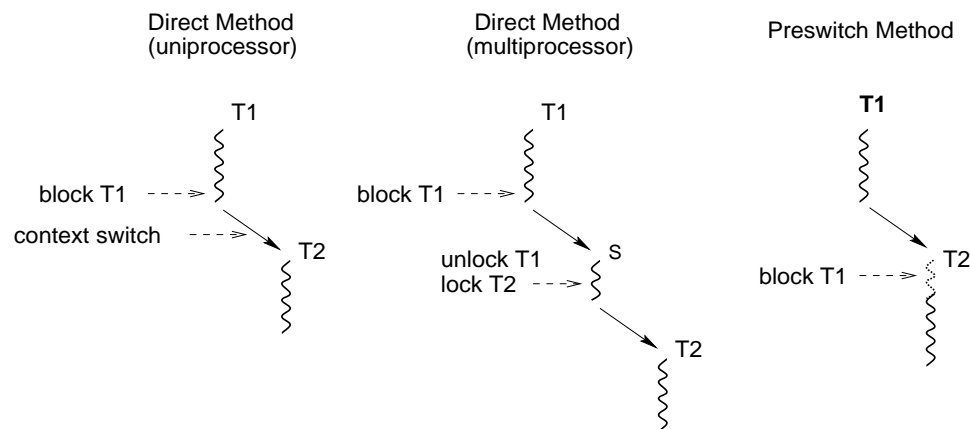 Direct Method
(uniprocessor)
T1
block T1
context switch
T2
Direct Method
(multiprocessor)
T1
block T1
S
unlock T1
lock T2
T2
Preswitch Method
T1
T2
block T1